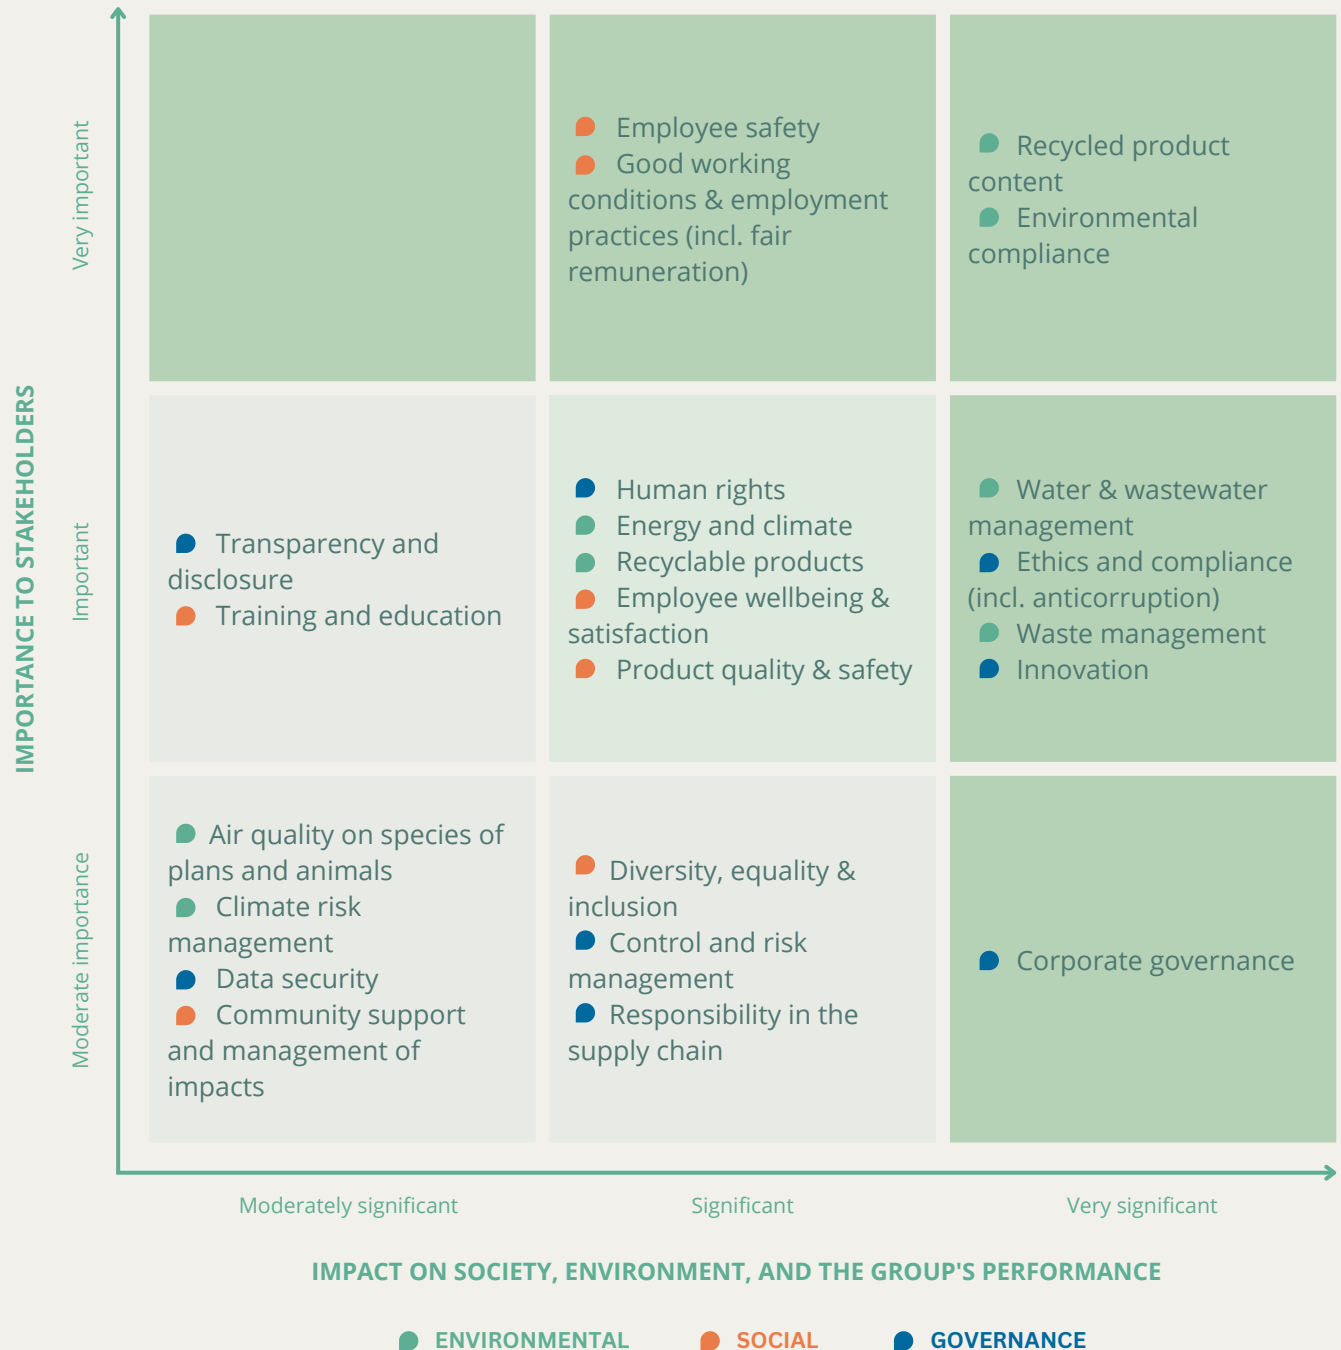 IMPORTANCE TO STAKEHOLDERS
Very important
Employee safety
Good working
conditions & employment
practices (incl. fair
remuneration)
Recycled product
content
Environmental
compliance
Important
Transparency and
disclosure
Training and education
Human rights
Energy and climate
Recyclable products
Employee wellbeing &
satisfaction
Product quality & safety
Water & wastewater
management
Ethics and compliance
(incl. anticorruption)
Waste management
Innovation
Moderate importance
Air quality on species of
plans and animals
Climate risk
management
Data security
Community support
and management of
impacts
Diversity, equality &
inclusion
Control and risk
management
Responsibility in the
supply chain
Corporate governance
Moderately significant
Significant
Very significant
IMPACT ON SOCIETY, ENVIRONMENT, AND THE GROUP'S PERFORMANCE
ENVIRONMENTAL
SOCIAL
GOVERNANCE